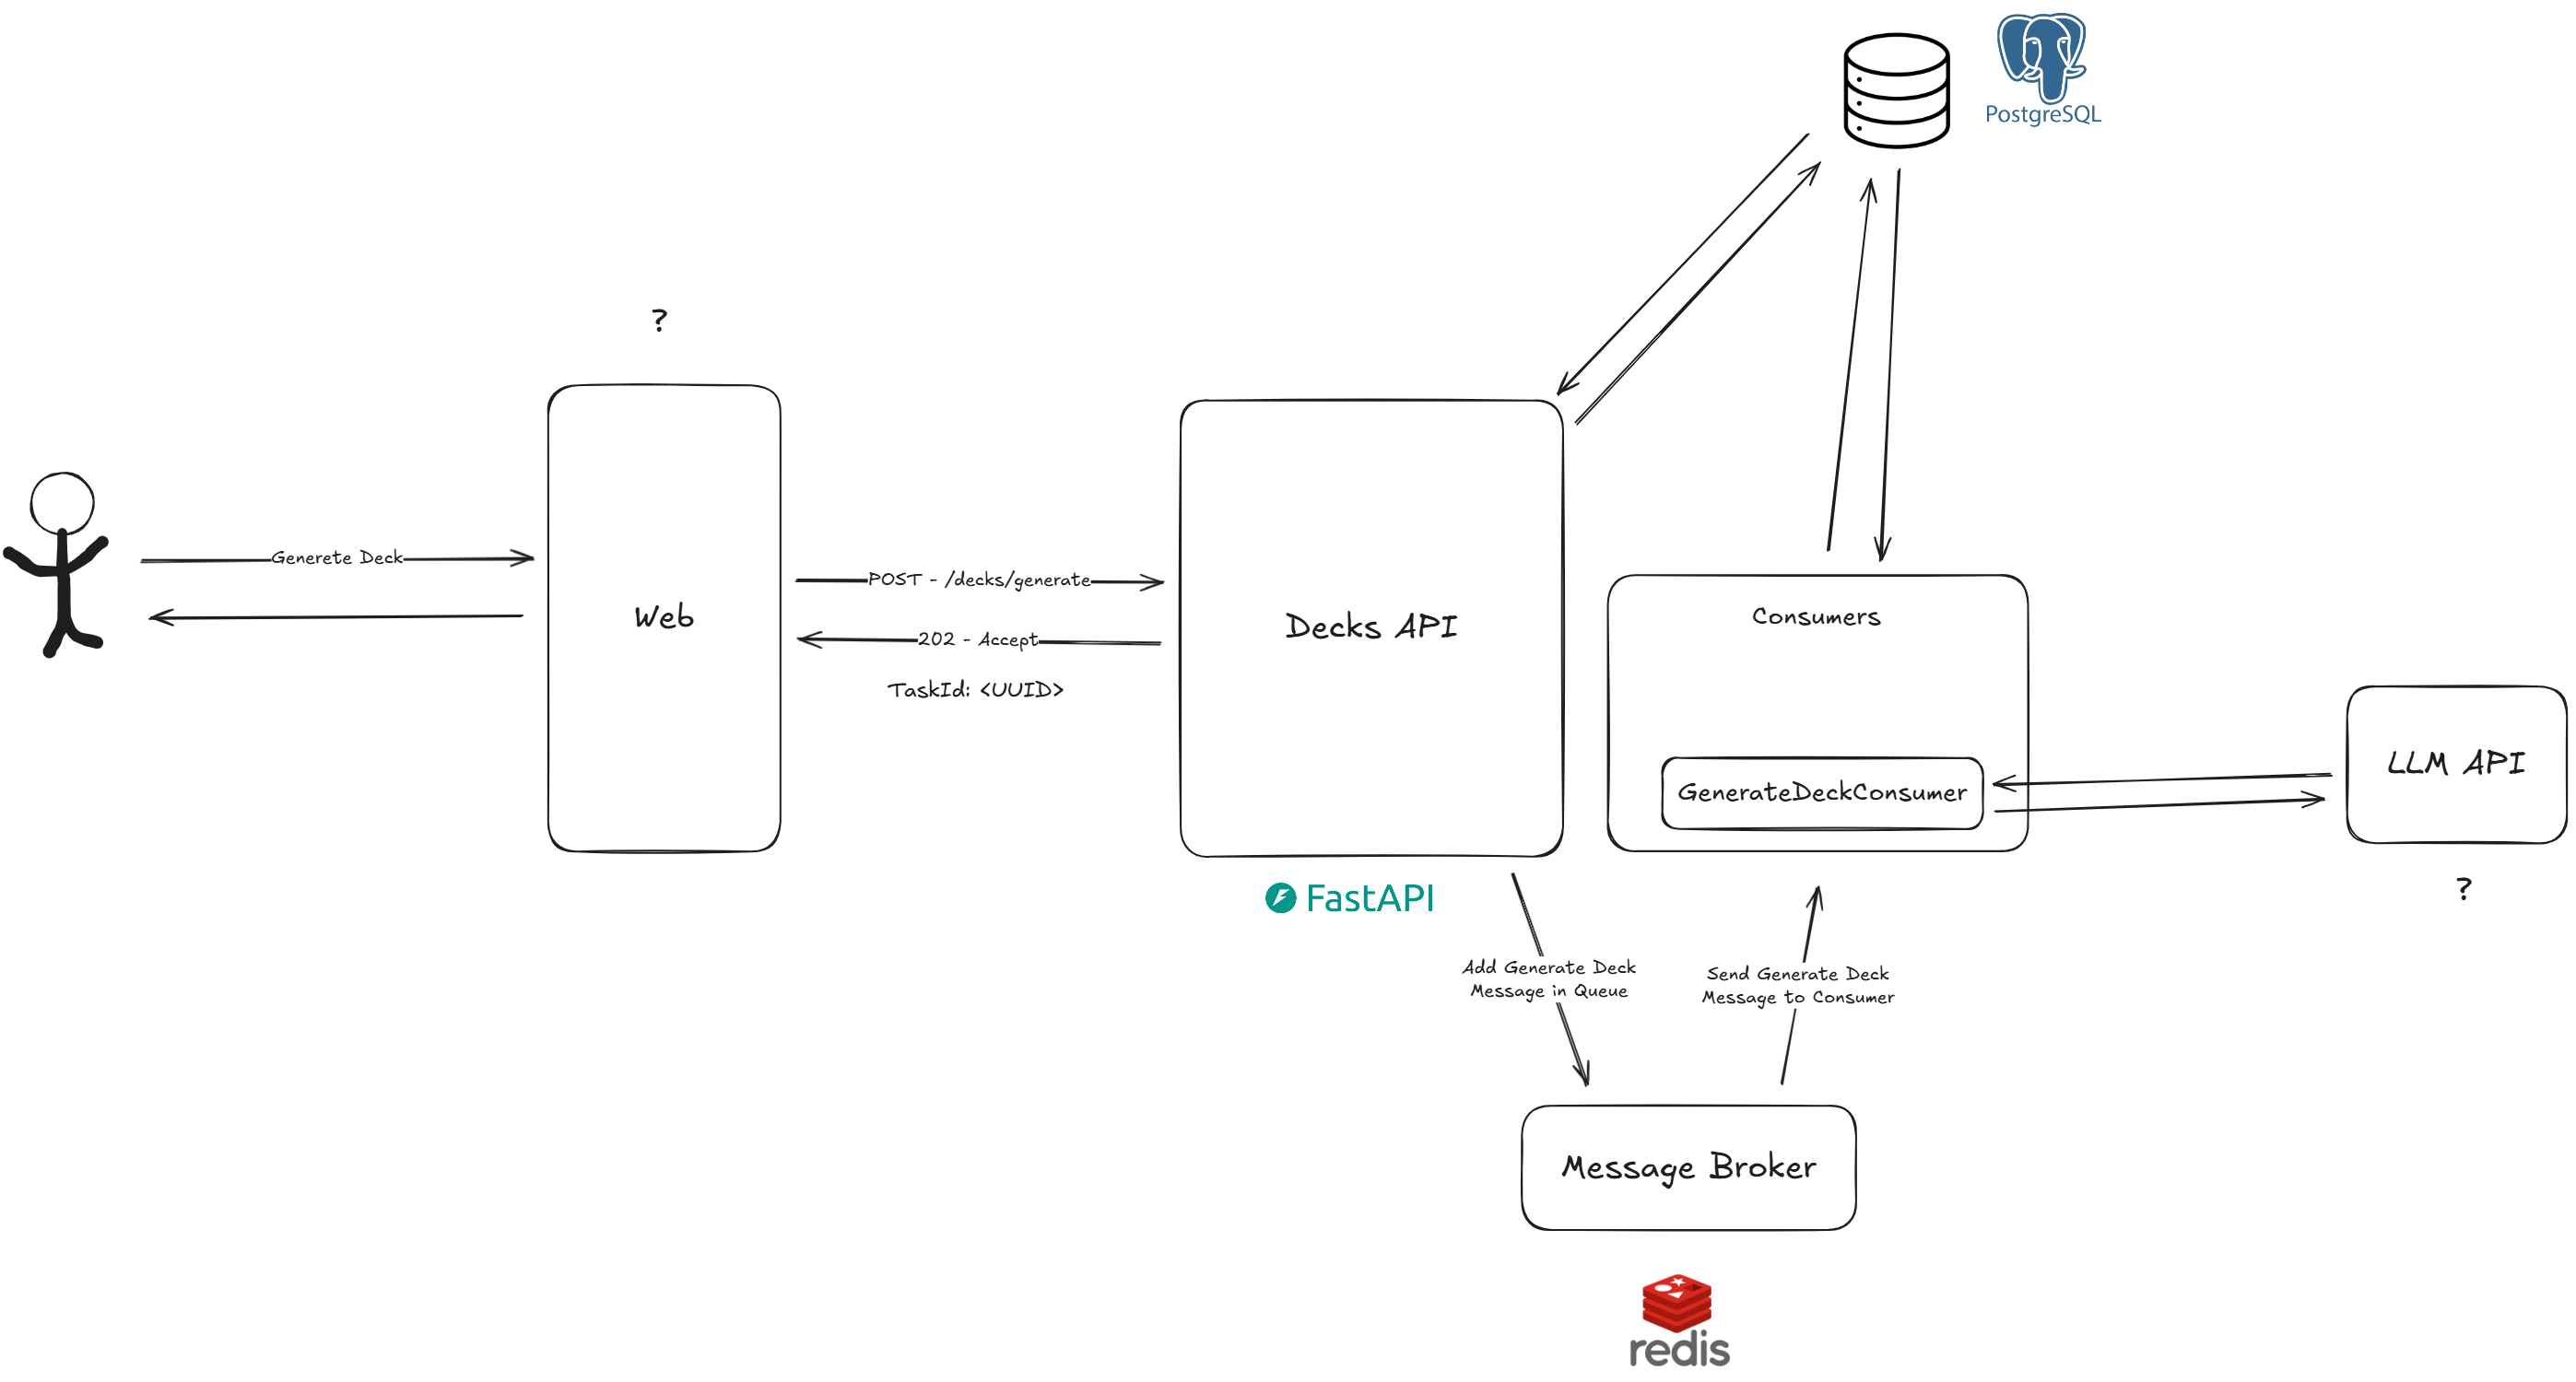 PostgreSQL
?
Generete Deck
Web
POST - /decks/generate
202 - Accept
TaskId: <UUID>
Decks API
FastAPI
Consumers
GenerateDeckConsumer
LLM API
?
Add Generate Deck
Message in Queue
Send Generate Deck
Message to Consumer
Message Broker
redis